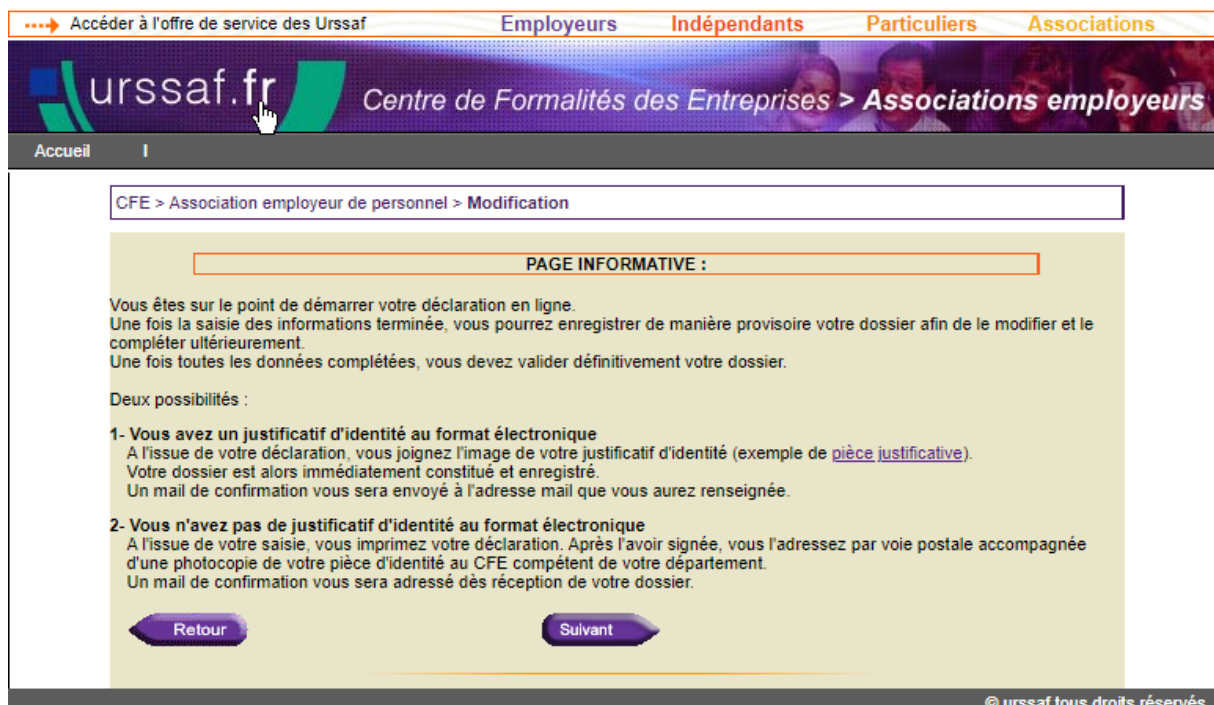 Accéder à l'offre de service des Urssaf Employeurs Indépendants Particuliers Associations
urssaf.fr Centre de Formalités des Entreprises > Associations employeurs
Accueil I
CFE > Association employeur de personnel > Modification
PAGE INFORMATIVE :
Vous êtes sur le point de démarrer votre déclaration en ligne.
Une fois la saisie des informations terminée, vous pourrez enregistrer de manière provisoire votre dossier afin de le modifier et le
compléter ultérieurement.
Une fois toutes les données complétées, vous devez valider définitivement votre dossier.
Deux possibilités :
1- Vous avez un justificatif d'identité au format électronique
A l'issue de votre déclaration, vous joignez l'image de votre justificatif d'identité (exemple de pièce justificative).
Votre dossier est alors immédiatement constitué et enregistré.
Un mail de confirmation vous sera envoyé à l'adresse mail que vous aurez renseignée.
2- Vous n'avez pas de justificatif d'identité au format électronique
A l'issue de votre saisie, vous imprimez votre déclaration. Après l'avoir signée, vous l'adressez par voie postale accompagnée
d'une photocopie de votre pièce d'identité au CFE compétent de votre département.
Un mail de confirmation vous sera adressé dès réception de votre dossier.
Retour Suivant
© urssaf tous droits réservés